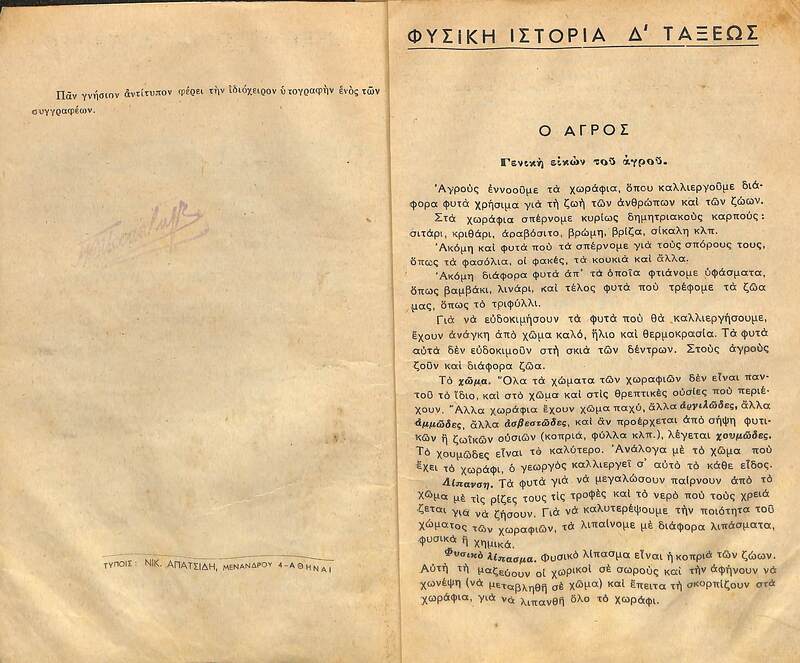 Πᾶν γνήσιον ἀντίτυπον φέρει τὴν ἰδιόχειρον ὑτογραφὴν ἑνὸς τῶν
συγγραφέων.
ΤΥΠΟΙΣ: ΝΙΚ. ΑΠΑΤΣΙΔΗ, ΜΕΝΑΝΔΡΟΥ 4-ΑΘΗΝΑΙ
ΦΥΣΙΚΗ ΙΣΤΟΡΙΑ Δ' ΤΑΞΕΩΣ
Ο ΑΓΡΟΣ
Γενικὴ εἰκὼν τοῦ ἀγροῦ.
Ἀγροὺς ἐννοοῦμε τὰ χωράφια, ὅπου καλλιεργοῦμε διά-
φορα φυτὰ χρήσιμα γιὰ τὴ ζωὴ τῶν ἀνθρώπων καὶ τῶν ζώων.
Στὰ χωράφια σπέρνομε κυρίως δημητριακοὺς καρπούς:
σιτάρι, κριθάρι, ἀραβόσιτο, βρώμη, βρίζα, σίκαλη κλπ.
Ἀκόμη καὶ φυτὰ ποὺ τὰ σπέρνομε γιὰ τοὺς σπόρους τους,
ὅπως τὰ φασόλια, οἱ φακές, τὰ κουκιὰ καὶ ἄλλα.
Ἀκόμη διάφορα φυτὰ ἀπ' τὰ ὁποῖα φτιάνομε ὑφάσματα,
ὅπως βαμβάκι, λινάρι, καὶ τέλος φυτὰ ποὺ τρέφομε τὰ ζῶα
μας, ὅπως τὸ τριφύλλι.
Γιὰ νὰ εὐδοκιμήσουν τὰ φυτὰ ποὺ θὰ καλλιεργήσουμε,
ἔχουν ἀνάγκη ἀπὸ χῶμα καλό, ἥλιο καὶ θερμοκρασία. Τὰ φυτὰ
αὐτὰ δὲν εὐδοκιμοῦν στὴ σκιὰ τῶν δέντρων. Στοὺς ἀγροὺς
ζοῦν καὶ διάφορα ζῶα.
Τὸ χῶμα. Ὅλα τὰ χώματα τῶν χωραφιῶν δὲν εἶναι παν-
τοῦ τὸ ἴδιο, καὶ στὸ χῶμα καὶ στὶς θρεπτικὲς οὐσίες ποὺ περιέ-
χουν. Ἄλλα χωράφια ἔχουν χῶμα παχύ, ἄλλα ἀργιλῶδες, ἄλλα
ἀμμῶδες, ἄλλα ἀσβεστῶδες, καὶ ἂν προέρχεται ἀπὸ σήψη φυτι-
κῶν ἢ ζωϊκῶν οὐσιῶν (κοπριά, φύλλα κλπ.), λέγεται χουμῶδες.
Τὸ χουμῶδες εἶναι τὸ καλύτερο. Ἀνάλογα μὲ τὸ χῶμα ποὺ
ἔχει τὸ χωράφι, ὁ γεωργὸς καλλιεργεῖ σ' αὐτὸ τὸ κάθε εἶδος.
Λίπανση. Τὰ φυτὰ γιὰ νὰ μεγαλώσουν παίρνουν ἀπὸ τὸ
χῶμα μὲ τὶς ρίζες τους τὶς τροφὲς καὶ τὸ νερὸ ποὺ τοὺς χρειά
ζεται γιὰ νὰ ζήσουν. Γιὰ νὰ καλυτερέψουμε τὴν ποιότητα τοῦ
χώματος τῶν χωραφιῶν, τὰ λιπαίνομε μὲ διάφορα λιπάσματα,
φυσικὰ ἢ χημικά.
Φυσικὸ λίπασμα. Φυσικὸ λίπασμα εἶναι ἡ κοπριὰ τῶν ζώων.
Αὐτὴ τὴ μαζεύουν οἱ χωρικοὶ σὲ σωροὺς καὶ τὴν ἀφήνουν νὰ
χωνέψῃ (νὰ μεταβληθῇ σὲ χῶμα) καὶ ἔπειτα τὴ σκορπίζουν στὰ
χωράφια, γιὰ νὰ λιπανθῇ ὅλο τὸ χωράφι.